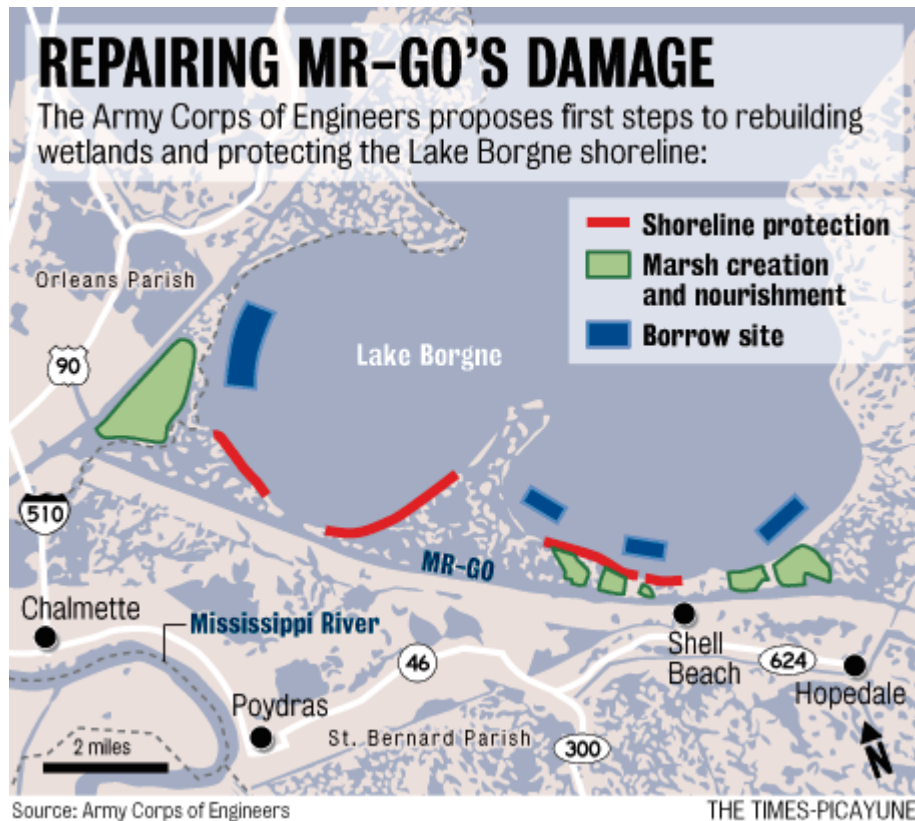 REPAIRING MR-GO'S DAMAGE
The Army Corps of Engineers proposes first steps to rebuilding
wetlands and protecting the Lake Borgne shoreline:
Shoreline protection
Marsh creation
and nourishment
Borrow site
Orleans Parish
90
Lake Borgne
510
MR-GO
Chalmette
Mississippi River
Shell
Beach
46
624
Hopedale
Poydras
St. Bernard Parish
300
N
2 miles
Source: Army Corps of Engineers
THE TIMES-PICAYUNE